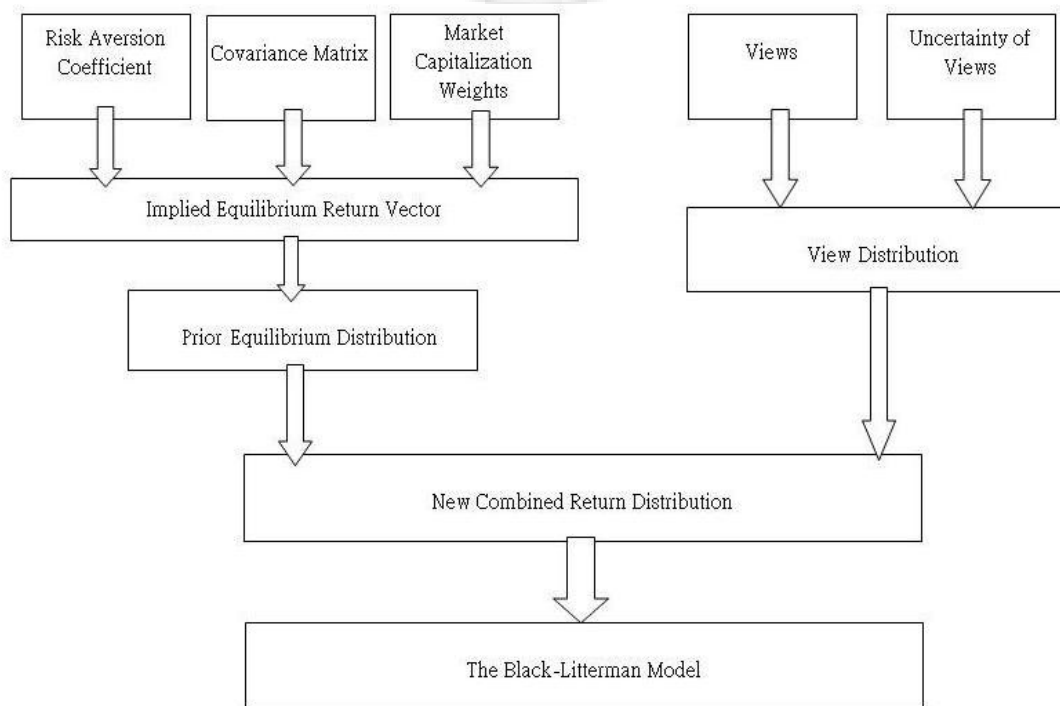 Risk Aversion
Coefficient
Covariance Matrix
Market
Capitalization
Weights
Views
Uncertainty of
Views
Implied Equilibrium Return Vector
View Distribution
Prior Equilibrium Distribution
New Combined Return Distribution
The Black-Litterman Model